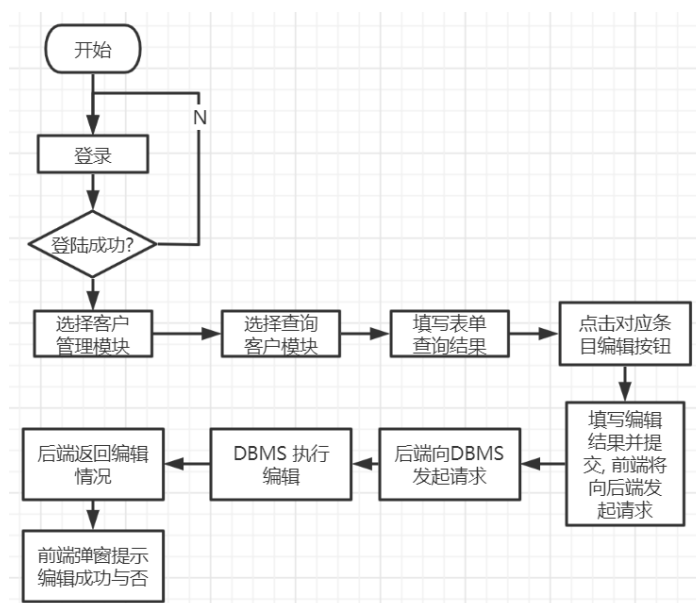 开始
N
登录
登陆成功?
选择客户
管理模块
选择查询
客户模块
填写表单
查询结果
点击对应条
目编辑按钮
填写编辑
结果并提
交, 前端将
向后端发
起请求
后端向DBMS
发起请求
DBMS 执行
编辑
后端返回编辑
情况
前端弹窗提示
编辑成功与否